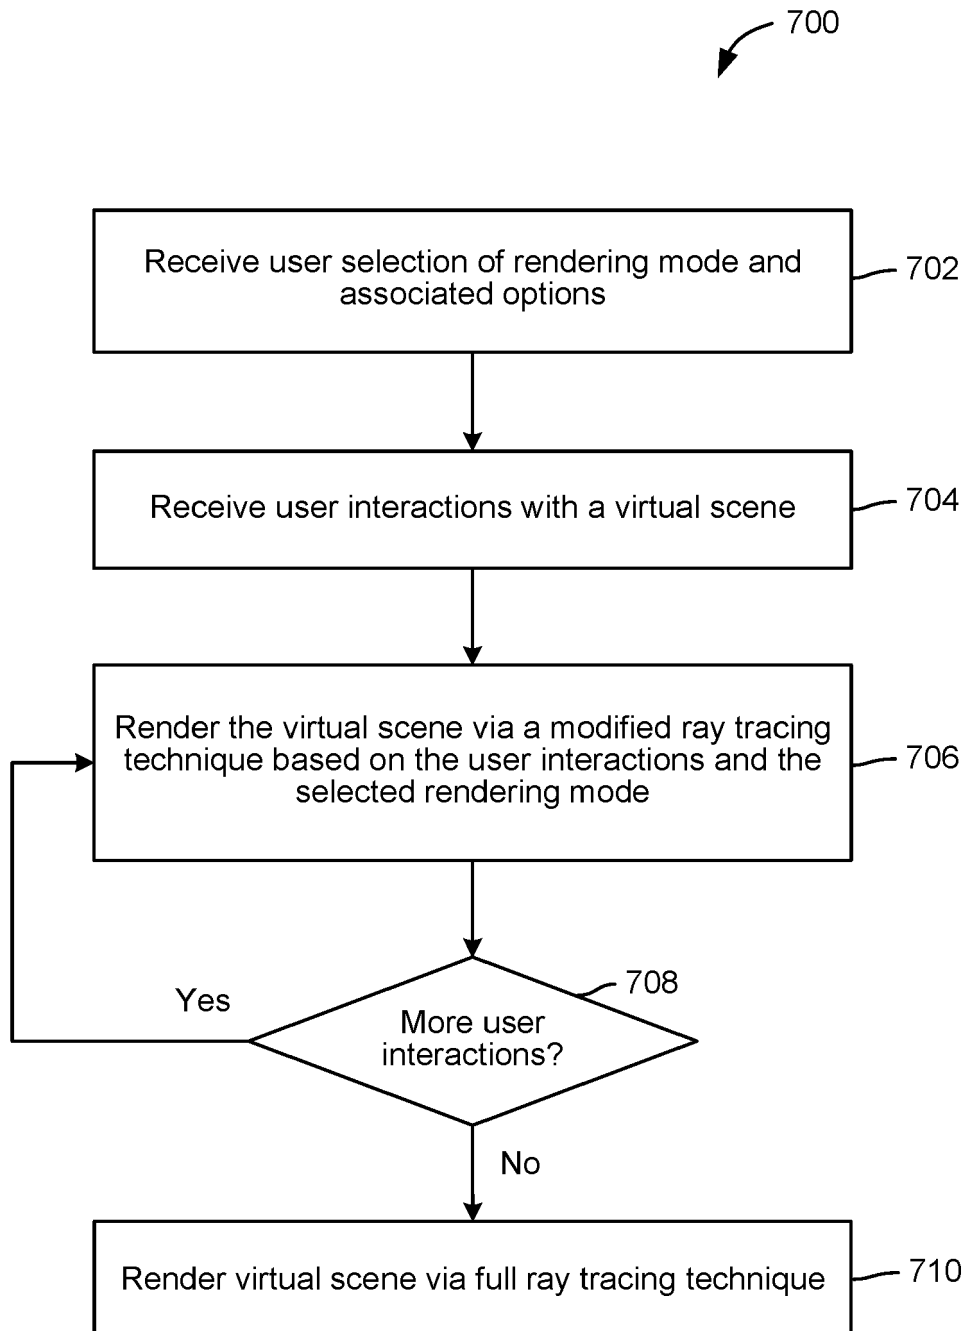 700
Receive user selection of rendering mode and
associated options
702
Receive user interactions with a virtual scene
704
Render the virtual scene via a modified ray tracing
technique based on the user interactions and the
selected rendering mode
706
708
Yes
More user
interactions?
No
Render virtual scene via full ray tracing technique
710